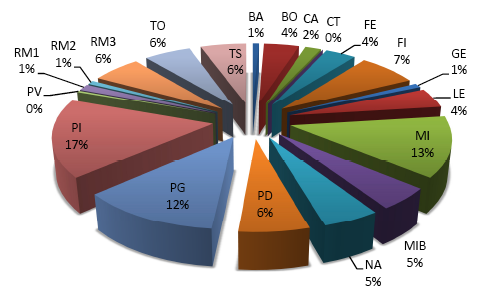 BA
1%
BO
4%
CA
2%
CT
0%
FE
4%
FI
7%
GE
1%
LE
4%
MI
13%
MIB
5%
NA
5%
PD
6%
PG
12%
PI
17%
PV
0%
RM1
1%
RM2
1%
RM3
6%
TO
6%
TS
6%